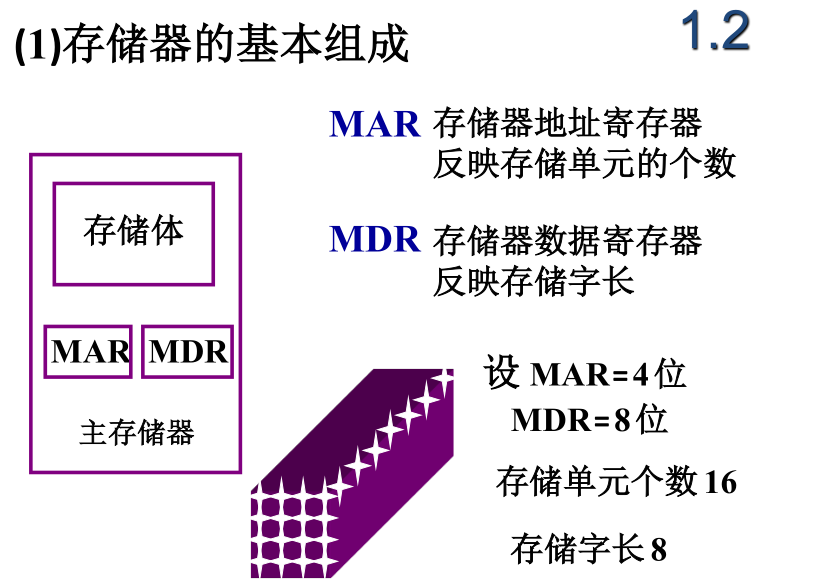 (1)存储器的基本组成
1.2
MAR 存储器地址寄存器
反映存储单元的个数
MDR 存储器数据寄存器
反映存储字长
存储体
MAR
MDR
主存储器
设 MAR=4位
MDR=8位
存储单元个数16
存储字长8